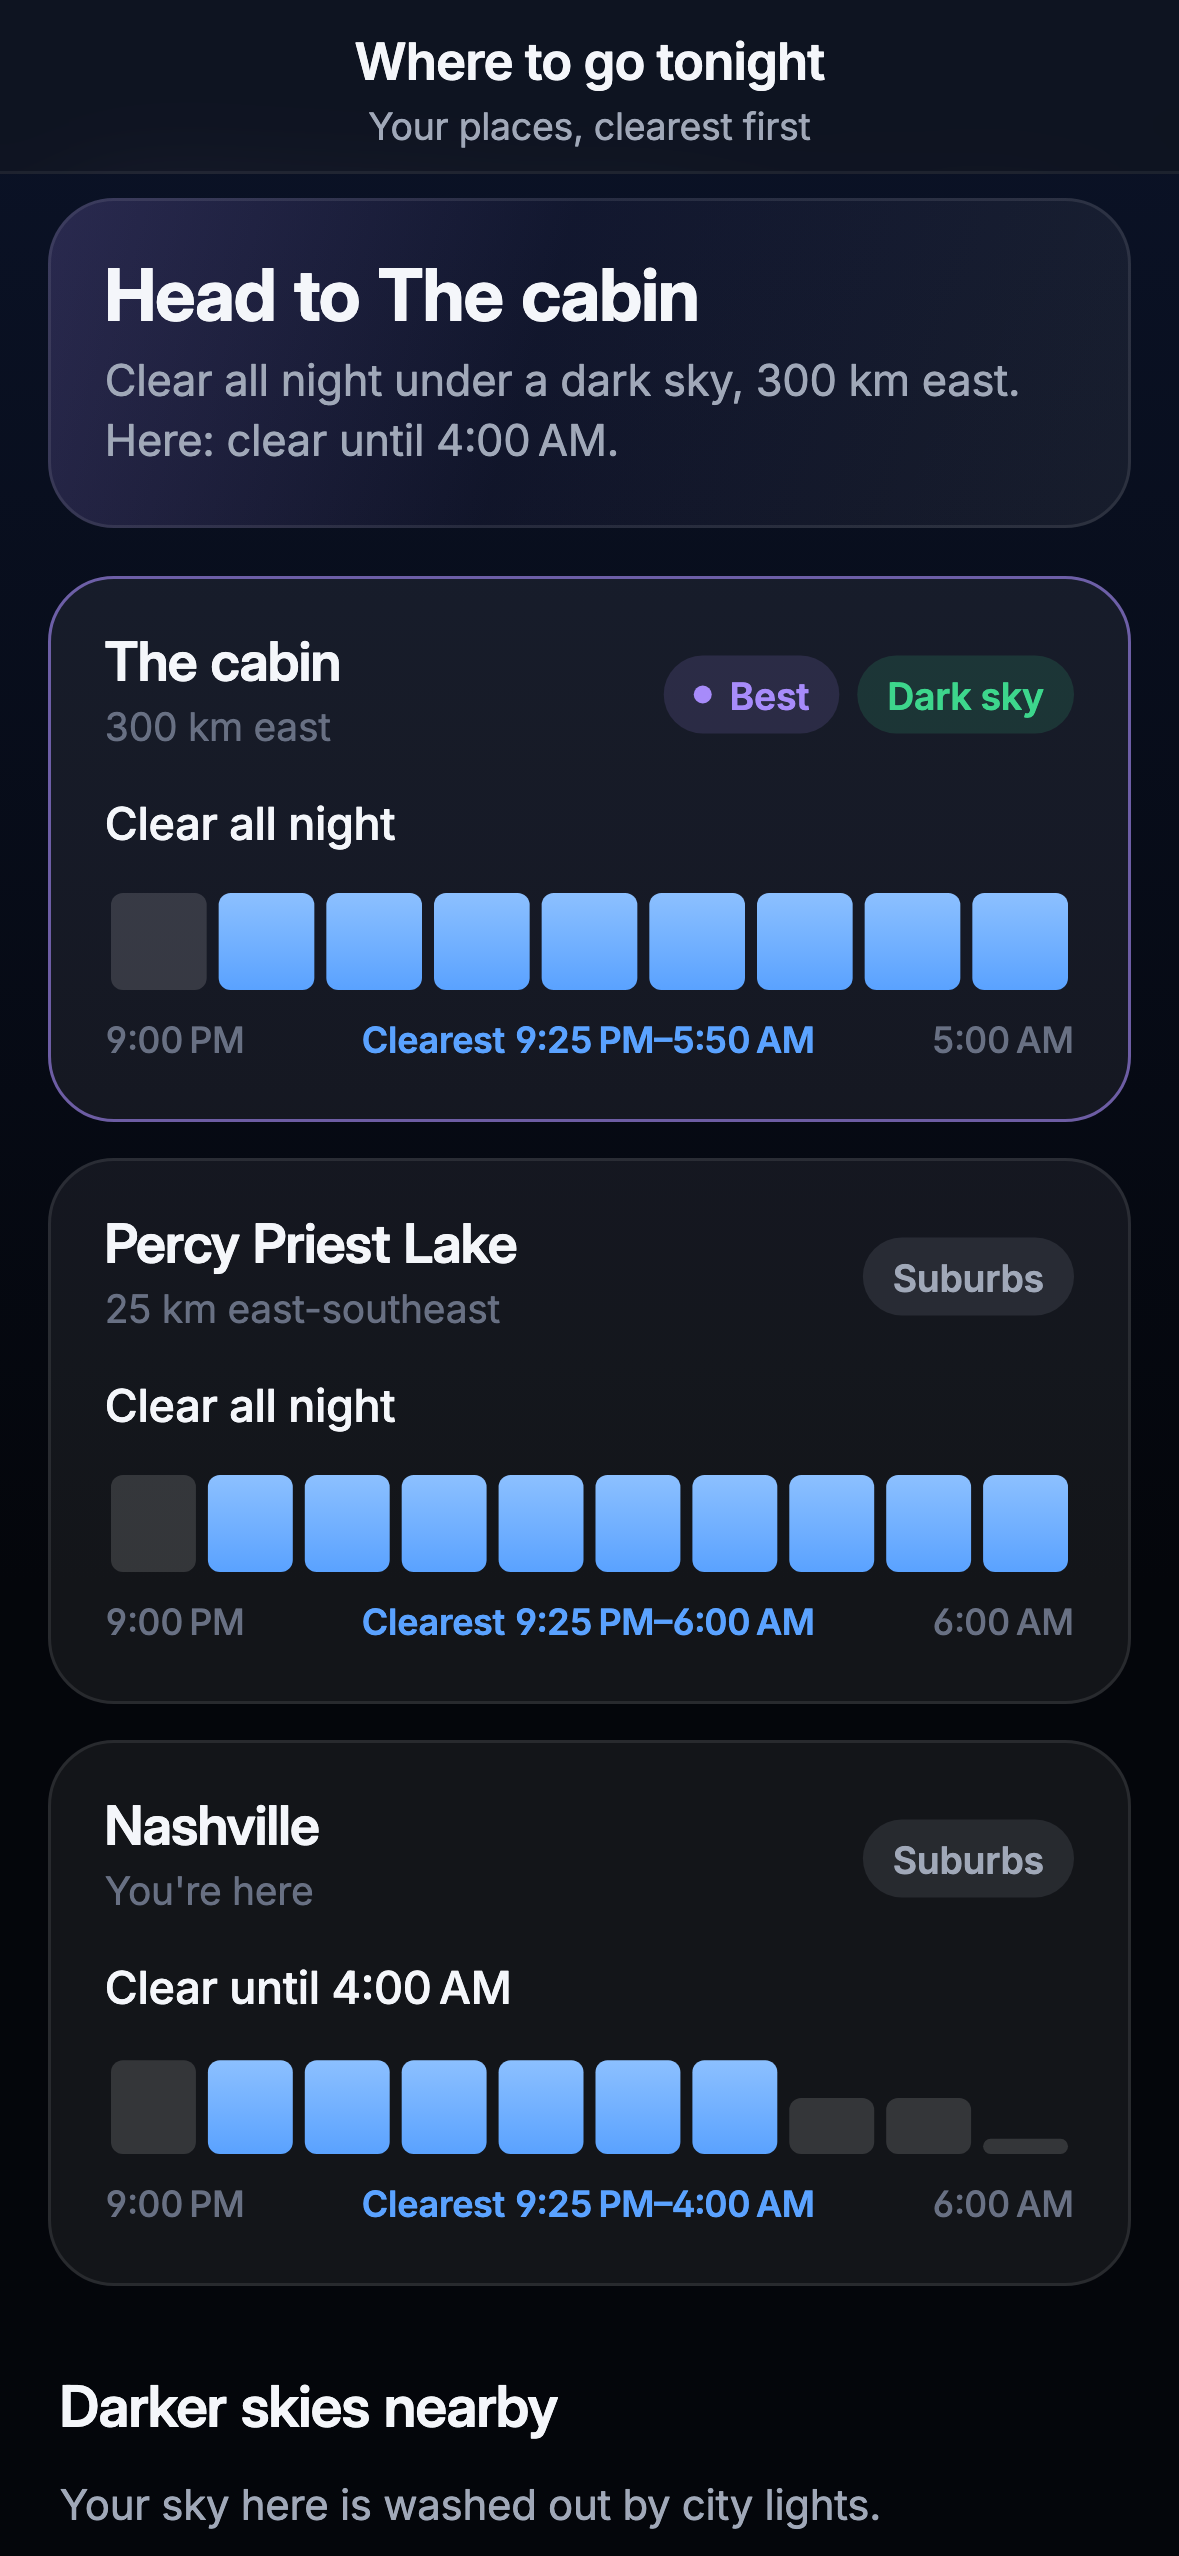 Where to go tonight
Your places, clearest first
Head to The cabin
Clear all night under a dark sky, 300 km east.
Here: clear until 4:00 AM.
The cabin
300 km east
Best
Dark sky
Clear all night
9:00 PM
Clearest 9:25 PM–5:50 AM
5:00 AM
Percy Priest Lake
25 km east-southeast
Suburbs
Clear all night
9:00 PM
Clearest 9:25 PM–6:00 AM
6:00 AM
Nashville
You're here
Suburbs
Clear until 4:00 AM
9:00 PM
Clearest 9:25 PM–4:00 AM
6:00 AM
Darker skies nearby
Your sky here is washed out by city lights.